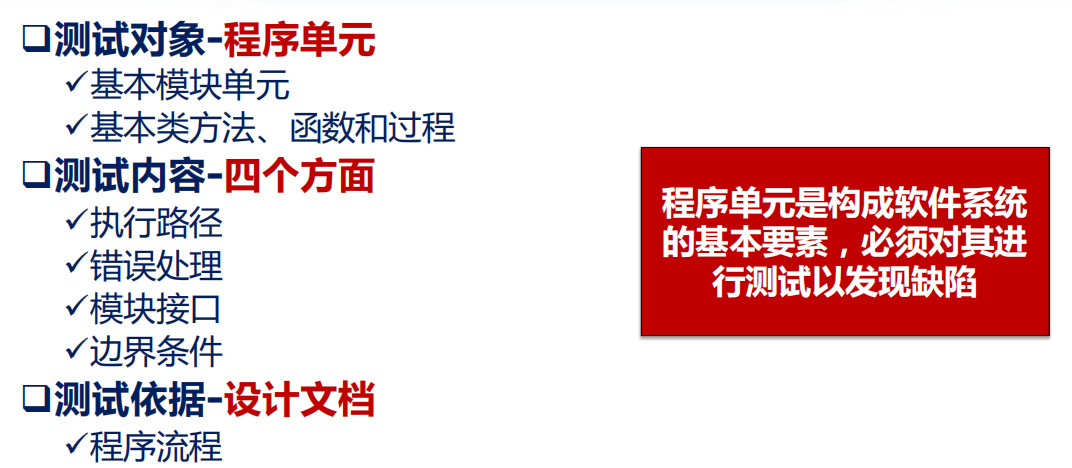 ❑测试对象-程序单元
✓基本模块单元
✓基本类方法、函数和过程
❑测试内容-四个方面
✓执行路径
✓错误处理
✓模块接口
✓边界条件
❑测试依据-设计文档
✓程序流程
程序单元是构成软件系统
的基本要素，必须对其进
行测试以发现缺陷